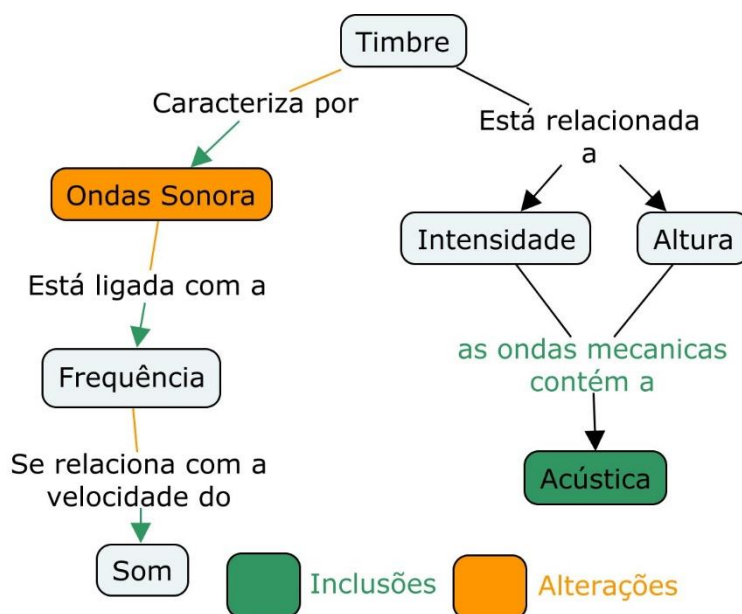 Timbre
Caracteriza por
Está relacionada
a
Ondas Sonora
Intensidade
Altura
Está ligada com a
as ondas mecanicas
contém a
Frequência
Se relaciona com a
velocidade do
Acústica
Som
Inclusões
Alterações